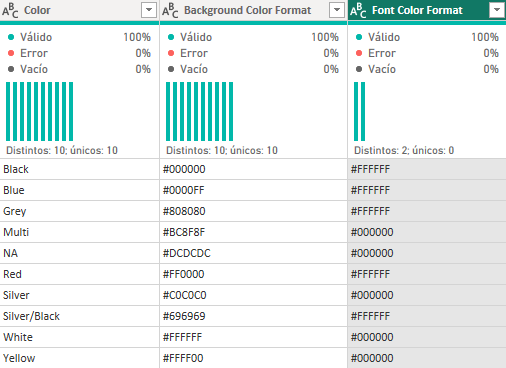 ABC Color ABC Background Color Format ABC Font Color Format
Válido 100% Válido 100% Válido 100%
Error 0% Error 0% Error 0%
Vacío 0% Vacío 0% Vacío 0%
Distintos: 10; únicos: 10 Distintos: 10; únicos: 10 Distintos: 2; únicos: 0
Black #000000 #FFFFFF
Blue #0000FF #FFFFFF
Grey #808080 #FFFFFF
Multi #BC8F8F #000000
NA #DCDCDC #000000
Red #FF0000 #FFFFFF
Silver #C0C0C0 #000000
Silver/Black #696969 #FFFFFF
White #FFFFFF #000000
Yellow #FFFF00 #000000